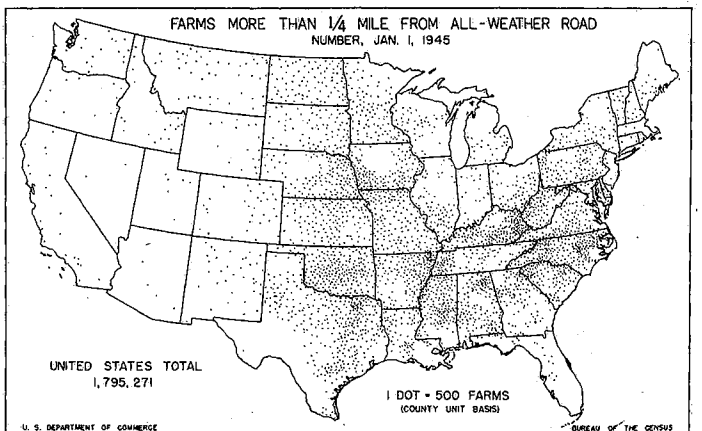 FARMS MORE THAN 1/4 MILE FROM ALL-WEATHER ROAD
NUMBER, JAN. 1, 1945
UNITED STATES TOTAL
1,795,271
1 DOT = 500 FARMS
(COUNTY UNIT BASIS)
U. S. DEPARTMENT OF COMMERCE
BUREAU OF THE CENSUS